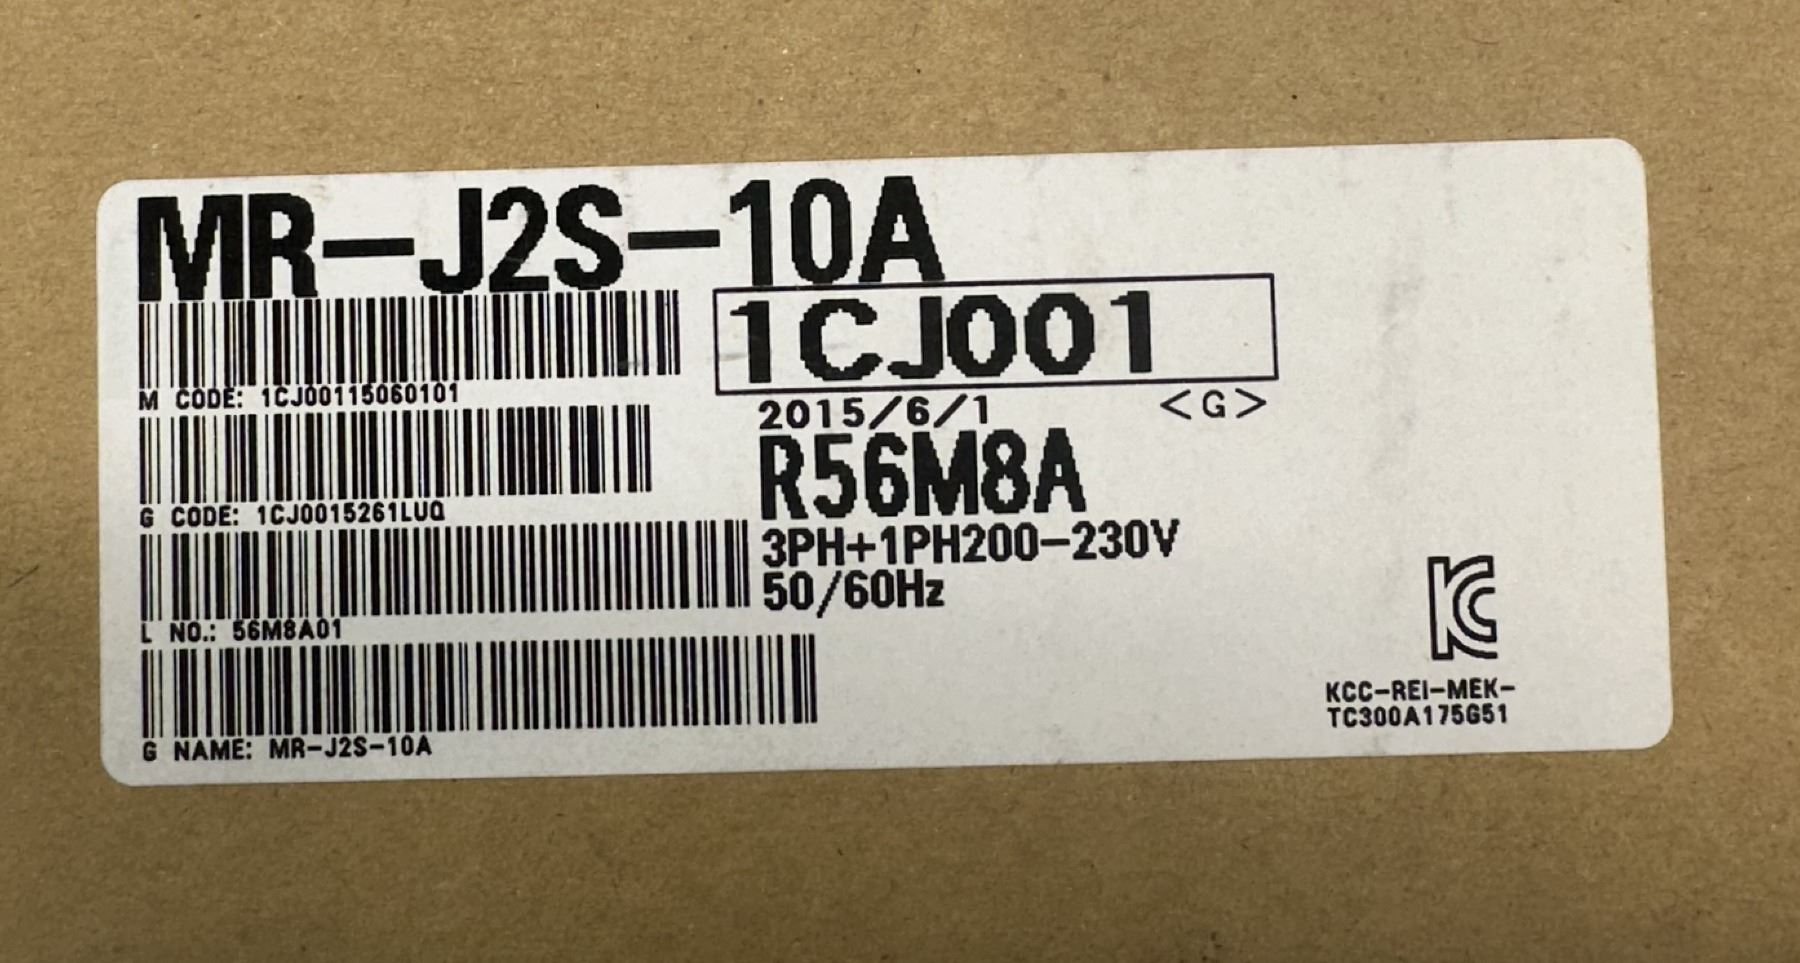 MR-J2S-10A
1CJ001
M CODE: 1CJ00115060101
2015/6/1 <G>
R56M8A
G CODE: 1CJ0015261LUQ
3PH+1PH200-230V
50/60Hz
L NO.: 56M8A01
KC
KCC-REI-MEK-
TC300A175G51
G NAME: MR-J2S-10A